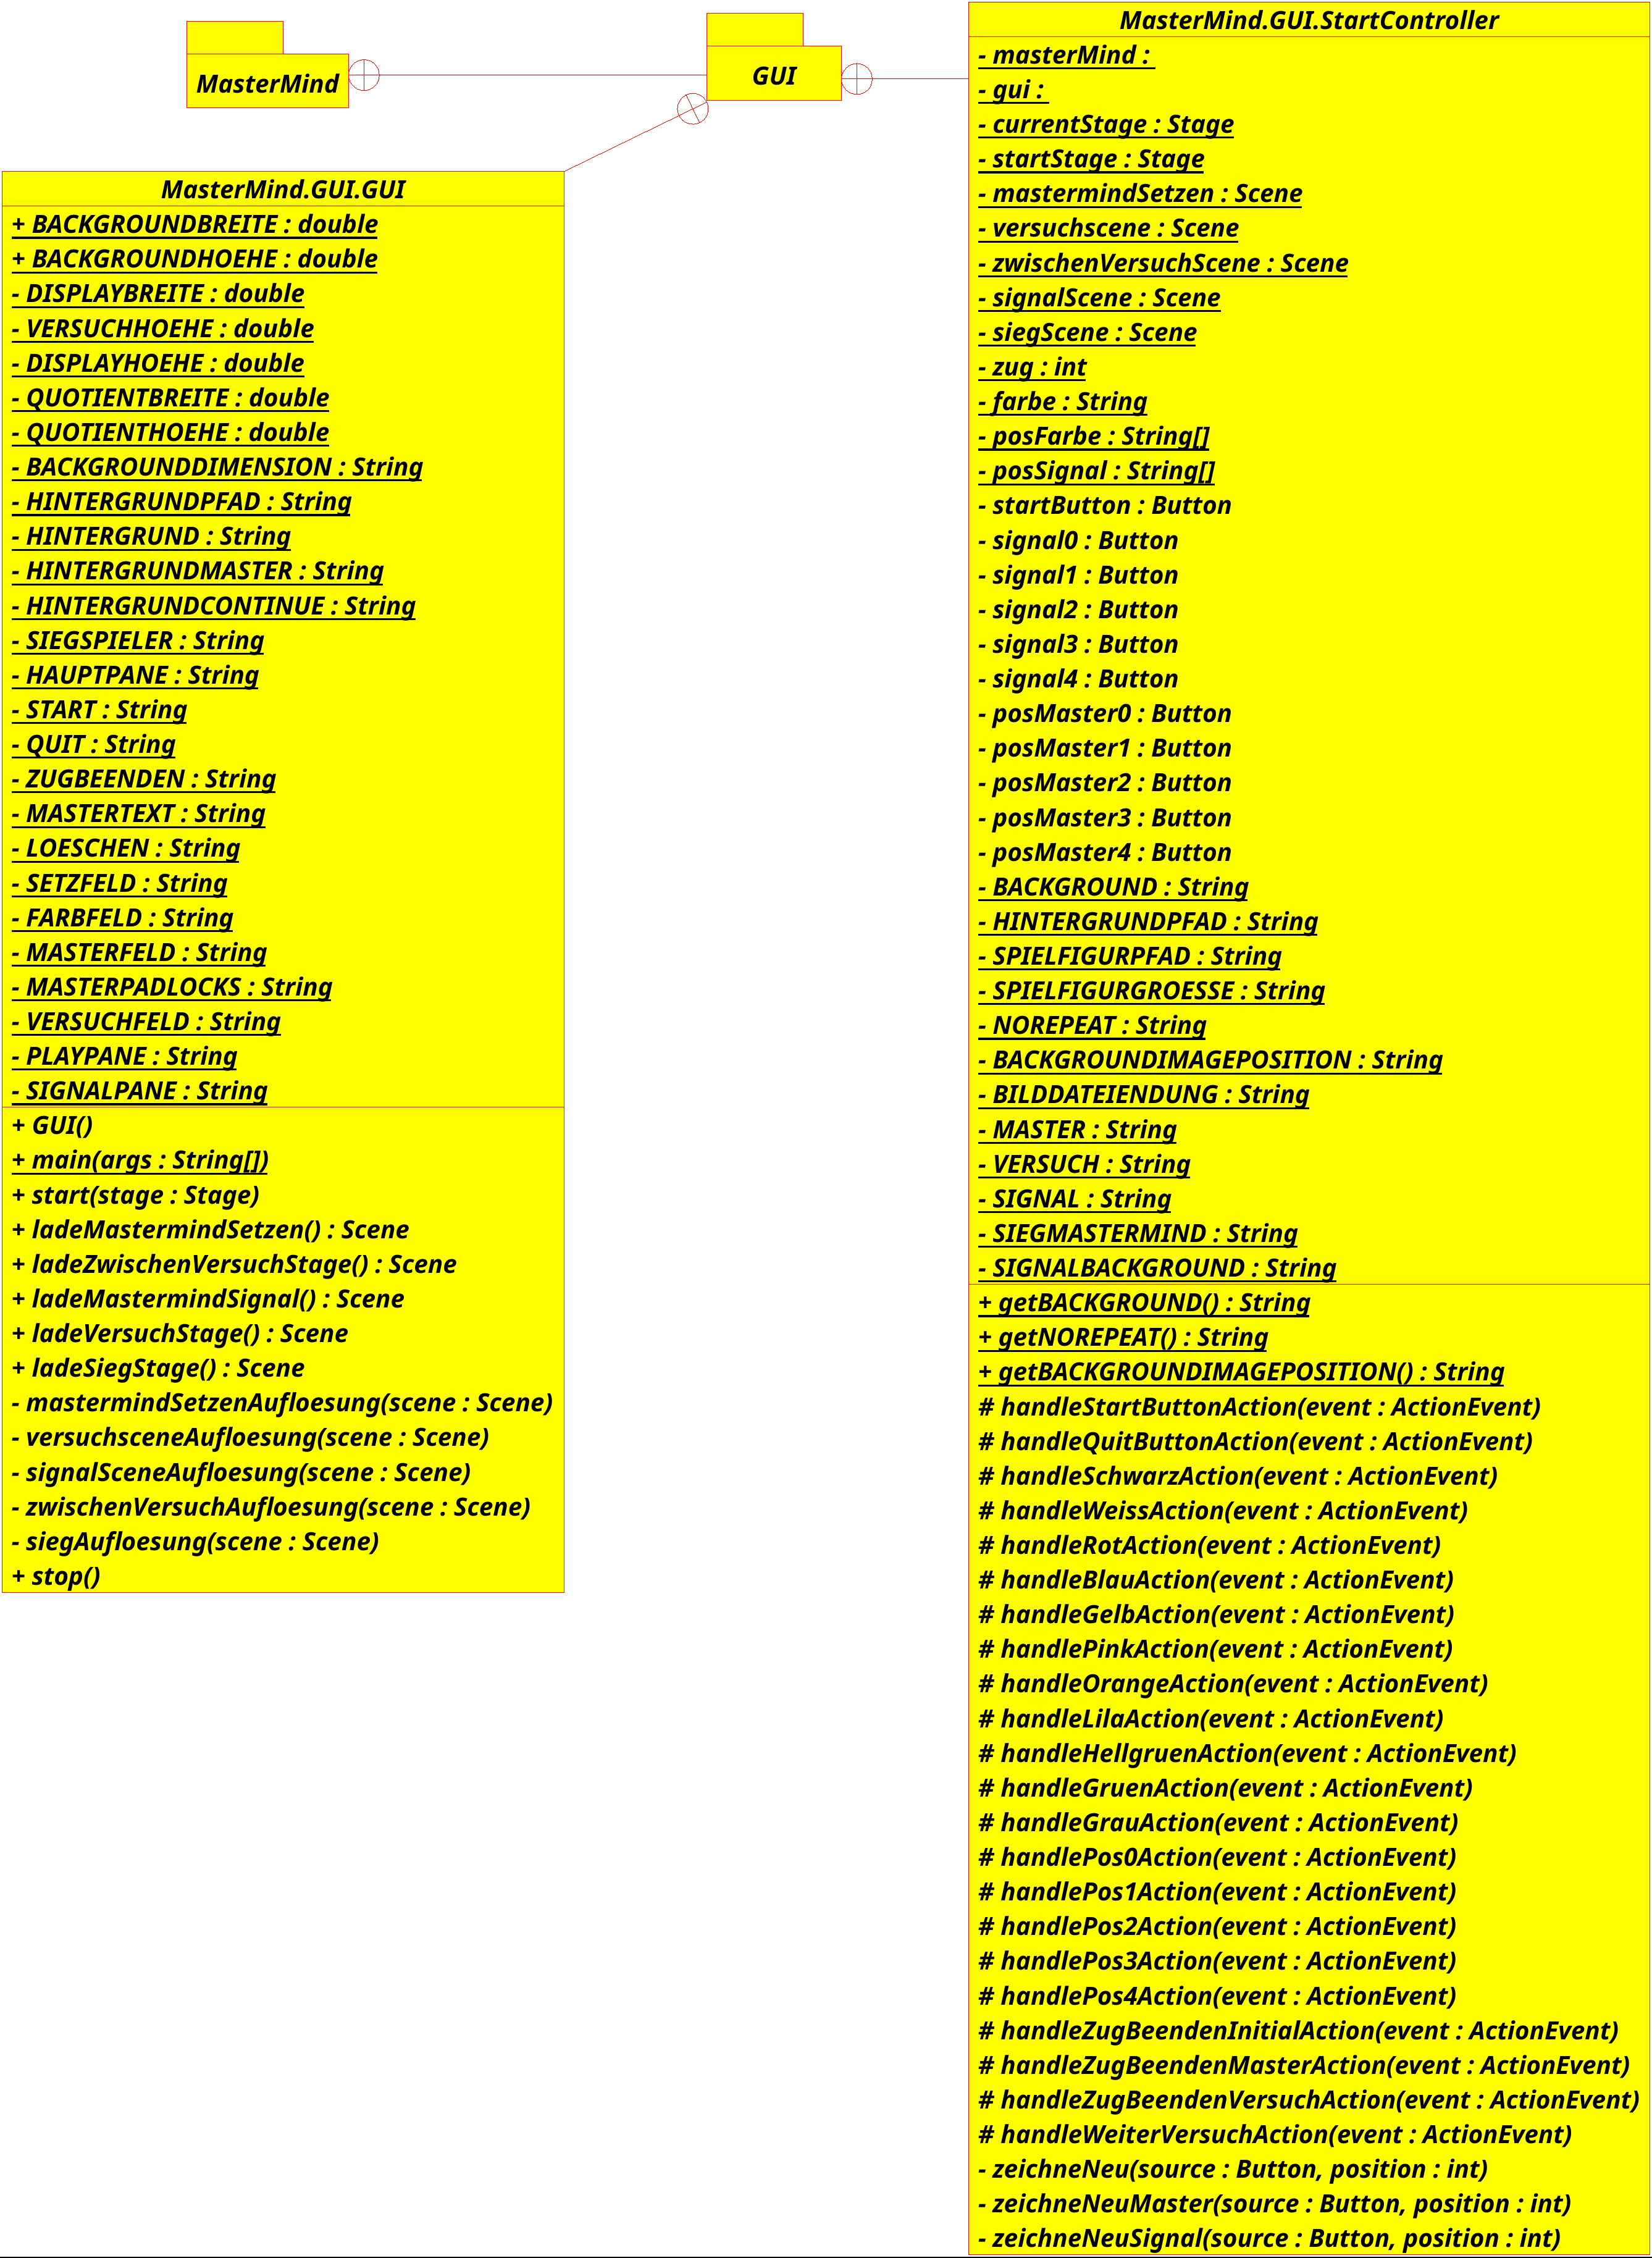 MasterMind
GUI
MasterMind.GUI.GUI
+ BACKGROUNDBREITE : double
+ BACKGROUNDHOEHE : double
- DISPLAYBREITE : double
- VERSUCHHOEHE : double
- DISPLAYHOEHE : double
- QUOTIENTBREITE : double
- QUOTIENTHOEHE : double
- BACKGROUNDDIMENSION : String
- HINTERGRUNDPFAD : String
- HINTERGRUND : String
- HINTERGRUNDMASTER : String
- HINTERGRUNDCONTINUE : String
- SIEGSPIELER : String
- HAUPTPANE : String
- START : String
- QUIT : String
- ZUGBEENDEN : String
- MASTERTEXT : String
- LOESCHEN : String
- SETZFELD : String
- FARBFELD : String
- MASTERFELD : String
- MASTERPADLOCKS : String
- VERSUCHFELD : String
- PLAYPANE : String
- SIGNALPANE : String
+ GUI()
+ main(args : String[])
+ start(stage : Stage)
+ ladeMastermindSetzen() : Scene
+ ladeZwischenVersuchStage() : Scene
+ ladeMastermindSignal() : Scene
+ ladeVersuchStage() : Scene
+ ladeSiegStage() : Scene
- mastermindSetzenAufloesung(scene : Scene)
- versuchsceneAufloesung(scene : Scene)
- signalSceneAufloesung(scene : Scene)
- zwischenVersuchAufloesung(scene : Scene)
- siegAufloesung(scene : Scene)
+ stop()
MasterMind.GUI.StartController
- masterMind :
- gui :
- currentStage : Stage
- startStage : Stage
- mastermindSetzen : Scene
- versuchscene : Scene
- zwischenVersuchScene : Scene
- signalScene : Scene
- siegScene : Scene
- zug : int
- farbe : String
- posFarbe : String[]
- posSignal : String[]
- startButton : Button
- signal0 : Button
- signal1 : Button
- signal2 : Button
- signal3 : Button
- signal4 : Button
- posMaster0 : Button
- posMaster1 : Button
- posMaster2 : Button
- posMaster3 : Button
- posMaster4 : Button
- BACKGROUND : String
- HINTERGRUNDPFAD : String
- SPIELFIGURPFAD : String
- SPIELFIGURGROESSE : String
- NOREPEAT : String
- BACKGROUNDIMAGEPOSITION : String
- BILDDATEIENDUNG : String
- MASTER : String
- VERSUCH : String
- SIGNAL : String
- SIEGMASTERMIND : String
- SIGNALBACKGROUND : String
+ getBACKGROUND() : String
+ getNOREPEAT() : String
+ getBACKGROUNDIMAGEPOSITION() : String
# handleStartButtonAction(event : ActionEvent)
# handleQuitButtonAction(event : ActionEvent)
# handleSchwarzAction(event : ActionEvent)
# handleWeissAction(event : ActionEvent)
# handleRotAction(event : ActionEvent)
# handleBlauAction(event : ActionEvent)
# handleGelbAction(event : ActionEvent)
# handlePinkAction(event : ActionEvent)
# handleOrangeAction(event : ActionEvent)
# handleLilaAction(event : ActionEvent)
# handleHellgruenAction(event : ActionEvent)
# handleGruenAction(event : ActionEvent)
# handleGrauAction(event : ActionEvent)
# handlePos0Action(event : ActionEvent)
# handlePos1Action(event : ActionEvent)
# handlePos2Action(event : ActionEvent)
# handlePos3Action(event : ActionEvent)
# handlePos4Action(event : ActionEvent)
# handleZugBeendenInitialAction(event : ActionEvent)
# handleZugBeendenMasterAction(event : ActionEvent)
# handleZugBeendenVersuchAction(event : ActionEvent)
# handleWeiterVersuchAction(event : ActionEvent)
- zeichneNeu(source : Button, position : int)
- zeichneNeuMaster(source : Button, position : int)
- zeichneNeuSignal(source : Button, position : int)